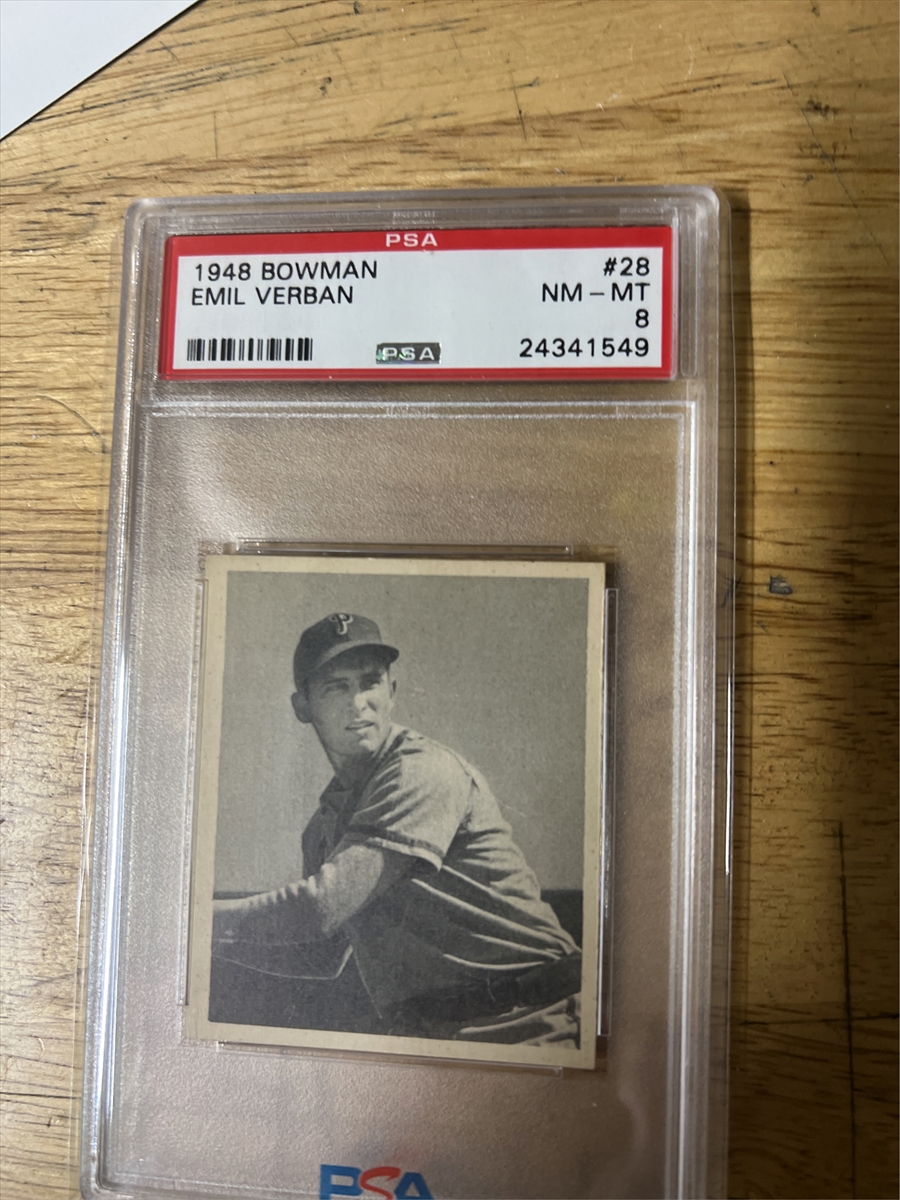 PSA
1948 BOWMAN #28
EMIL VERBAN NM - MT
8
PSA 24341549
P
PSA